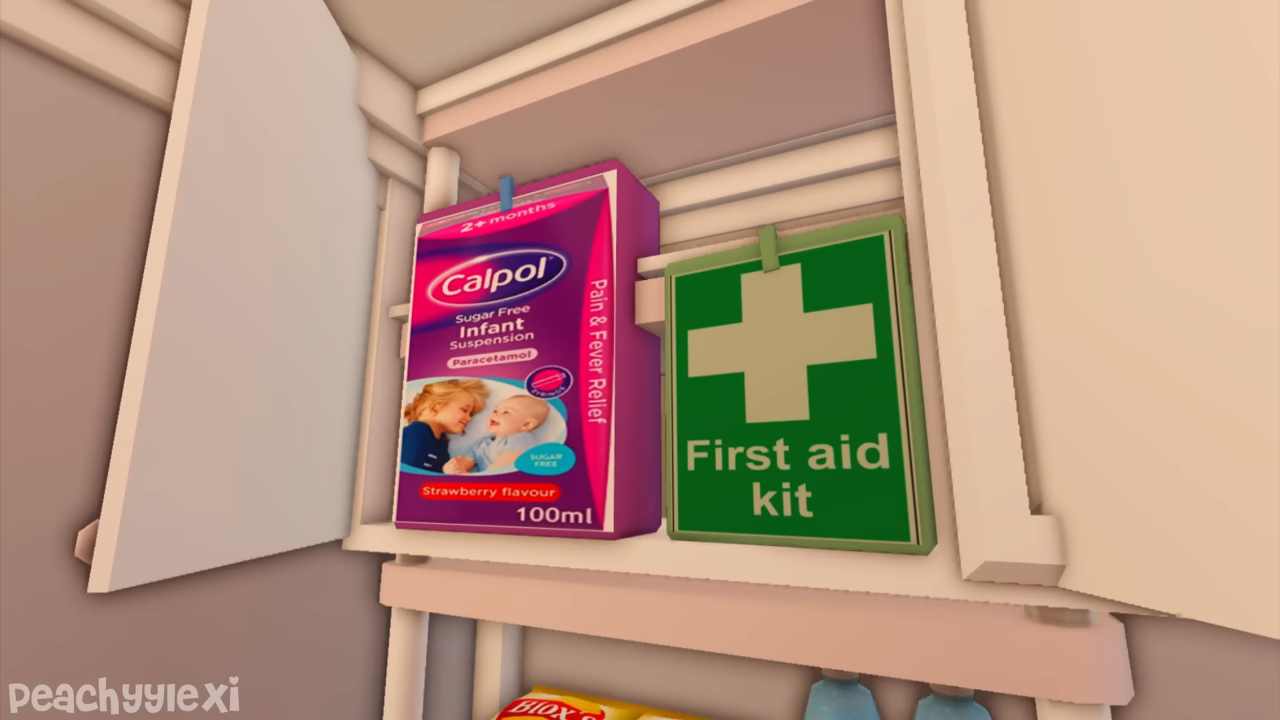 2+ months
Calpol
Sugar Free
Infant
Suspension
Paracetamol
Pain & Fever Relief
SUGAR
FREE
Strawberry flavour
100ml
First aid
kit
Blox's
Peachyylexi